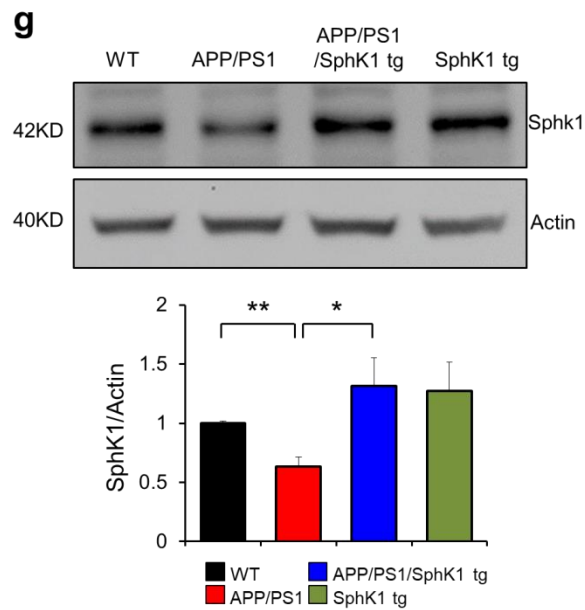 g
WT APP/PS1 APP/PS1 /SphK1 tg SphK1 tg
42KD Sphk1
40KD Actin
** *
2
1.5
1
0.5
0
SphK1/Actin
WT APP/PS1/SphK1 tg
APP/PS1 SphK1 tg